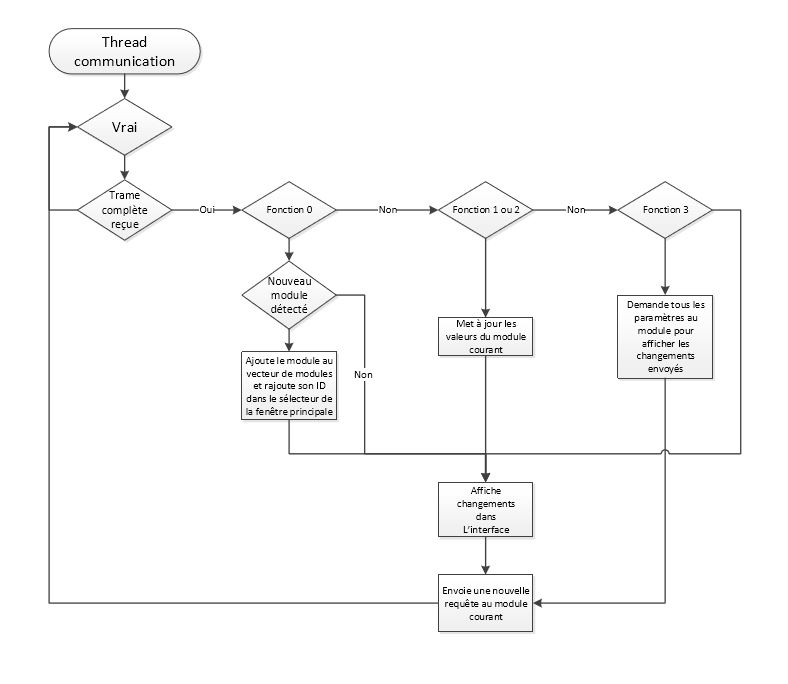 Thread
communication
Vrai
Trame
complète
reçue
Oui
Fonction 0
Non
Fonction 1 ou 2
Non
Fonction 3
Nouveau
module
détecté
Non
Ajoute le module au
vecteur de modules
et rajoute son ID
dans le sélecteur de
la fenêtre principale
Met à jour les
valeurs du module
courant
Demande tous les
paramètres au
module pour
afficher les
changements
envoyés
Affiche
changements
dans
L'interface
Envoie une nouvelle
requête au module
courant